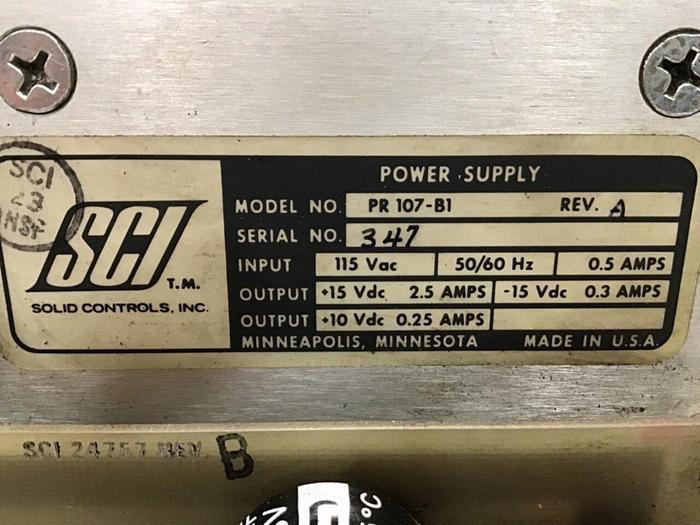 SCI
23
INSP
SCI T.M.
SOLID CONTROLS, INC.
POWER SUPPLY
MODEL NO. PR 107-B1 REV. A
SERIAL NO. 347
INPUT 115 Vac 50/60 Hz 0.5 AMPS
OUTPUT +15 Vdc 2.5 AMPS -15 Vdc 0.3 AMPS
OUTPUT +10 Vdc 0.25 AMPS
MINNEAPOLIS, MINNESOTA MADE IN U.S.A.
SCI 24757 REV. B
°C